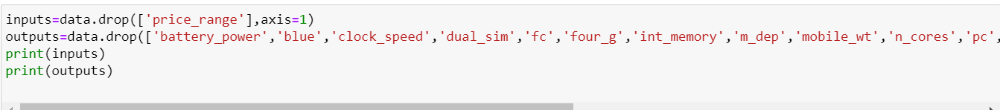 inputs=data.drop(['price_range'],axis=1)
outputs=data.drop(['battery_power','blue','clock_speed','dual_sim','fc','four_g','int_memory','m_dep','mobile_wt','n_cores','pc',
print(inputs)
print(outputs)